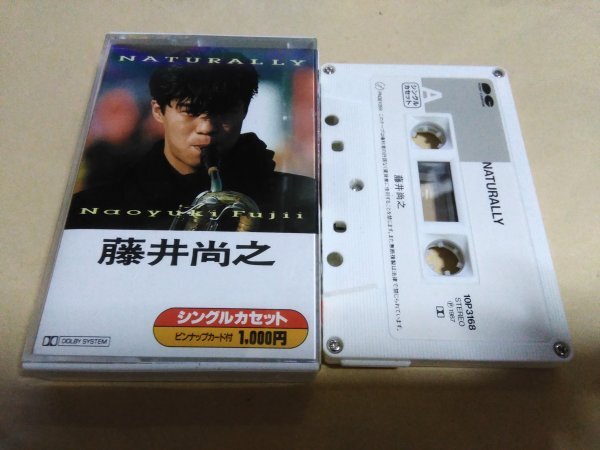 NATURALLY
Naoyuki Fujii
藤井尚之
シングルカセット
ピンナップカード付 1,000円
DOLBY SYSTEM
A
シングル
カセット
藤井尚之
NATURALLY
10P3168
STEREO
Ⓟ1987